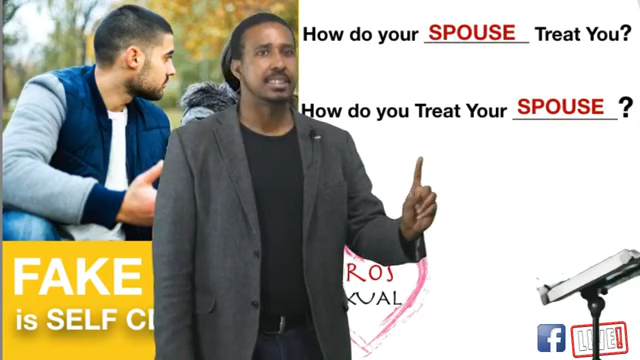 How do your SPOUSE Treat You?
How do you Treat Your SPOUSE ?
FAKE
is SELF
ROS
XUAL
f LIVE!